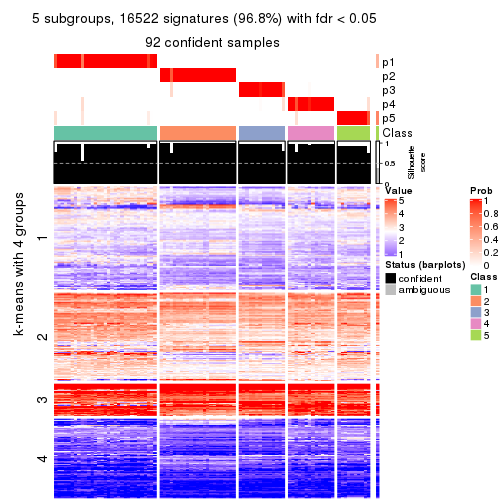 5 subgroups, 16522 signatures (96.8%) with fdr < 0.05
92 confident samples
p1
p2
p3
p4
p5
Class
1
0.5
0
Silhouette
score
k-means with 4 groups
1
2
3
4
Value
5
4
3
2
1
Status (barplots)
confident
ambiguous
Prob
1
0.8
0.6
0.4
0.2
0
Class
1
2
3
4
5